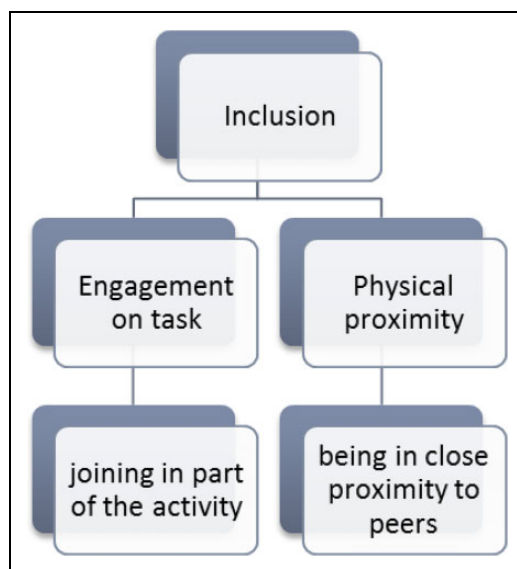 Inclusion
Engagement
on task
Physical
proximity
joining in part
of the activity
being in close
proximity to
peers